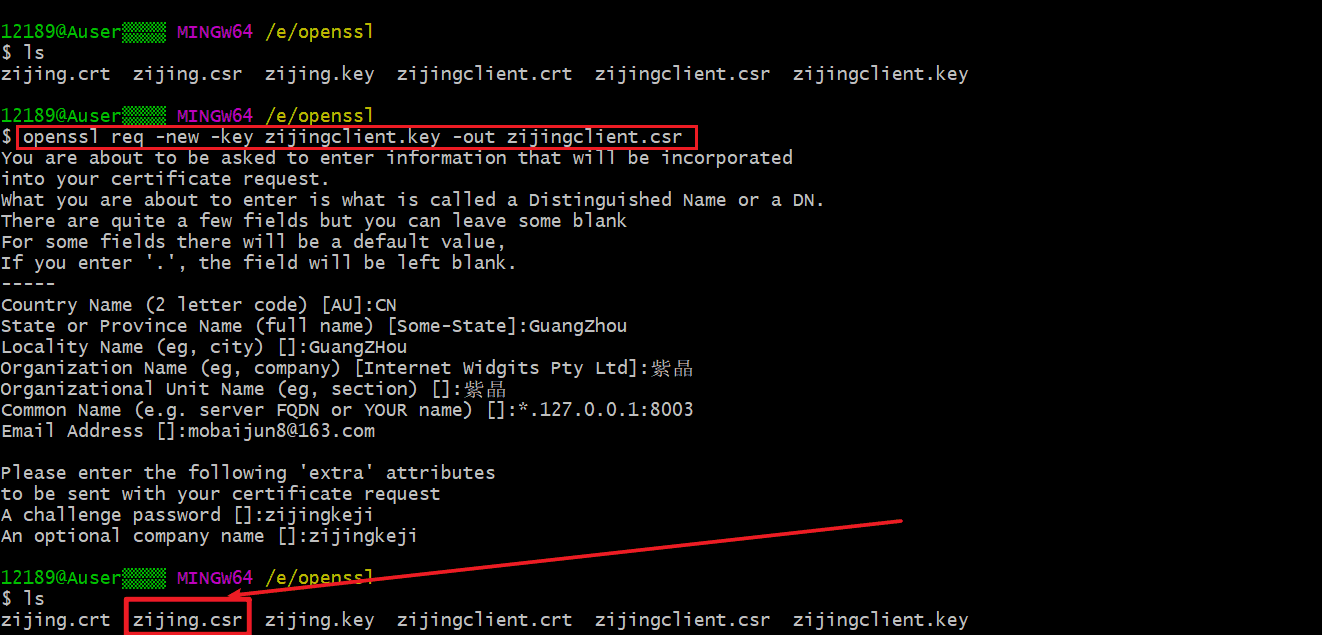 12189@Auser▒▒▒▒ MINGW64 /e/openssl
$ ls
zijing.crt  zijing.csr  zijing.key  zijingclient.crt  zijingclient.csr  zijingclient.key
12189@Auser▒▒▒▒ MINGW64 /e/openssl
$ openssl req -new -key zijingclient.key -out zijingclient.csr
You are about to be asked to enter information that will be incorporated
into your certificate request.
What you are about to enter is what is called a Distinguished Name or a DN.
There are quite a few fields but you can leave some blank
For some fields there will be a default value,
If you enter '.', the field will be left blank.
-----
Country Name (2 letter code) [AU]:CN
State or Province Name (full name) [Some-State]:GuangZhou
Locality Name (eg, city) []:GuangZHou
Organization Name (eg, company) [Internet Widgits Pty Ltd]:紫晶
Organizational Unit Name (eg, section) []:紫晶
Common Name (e.g. server FQDN or YOUR name) []:*.127.0.0.1:8003
Email Address []:mobaijun8@163.com
Please enter the following 'extra' attributes
to be sent with your certificate request
A challenge password []:zijingkeji
An optional company name []:zijingkeji
12189@Auser▒▒▒▒ MINGW64 /e/openssl
$ ls
zijing.crt  zijing.csr  zijing.key  zijingclient.crt  zijingclient.csr  zijingclient.key